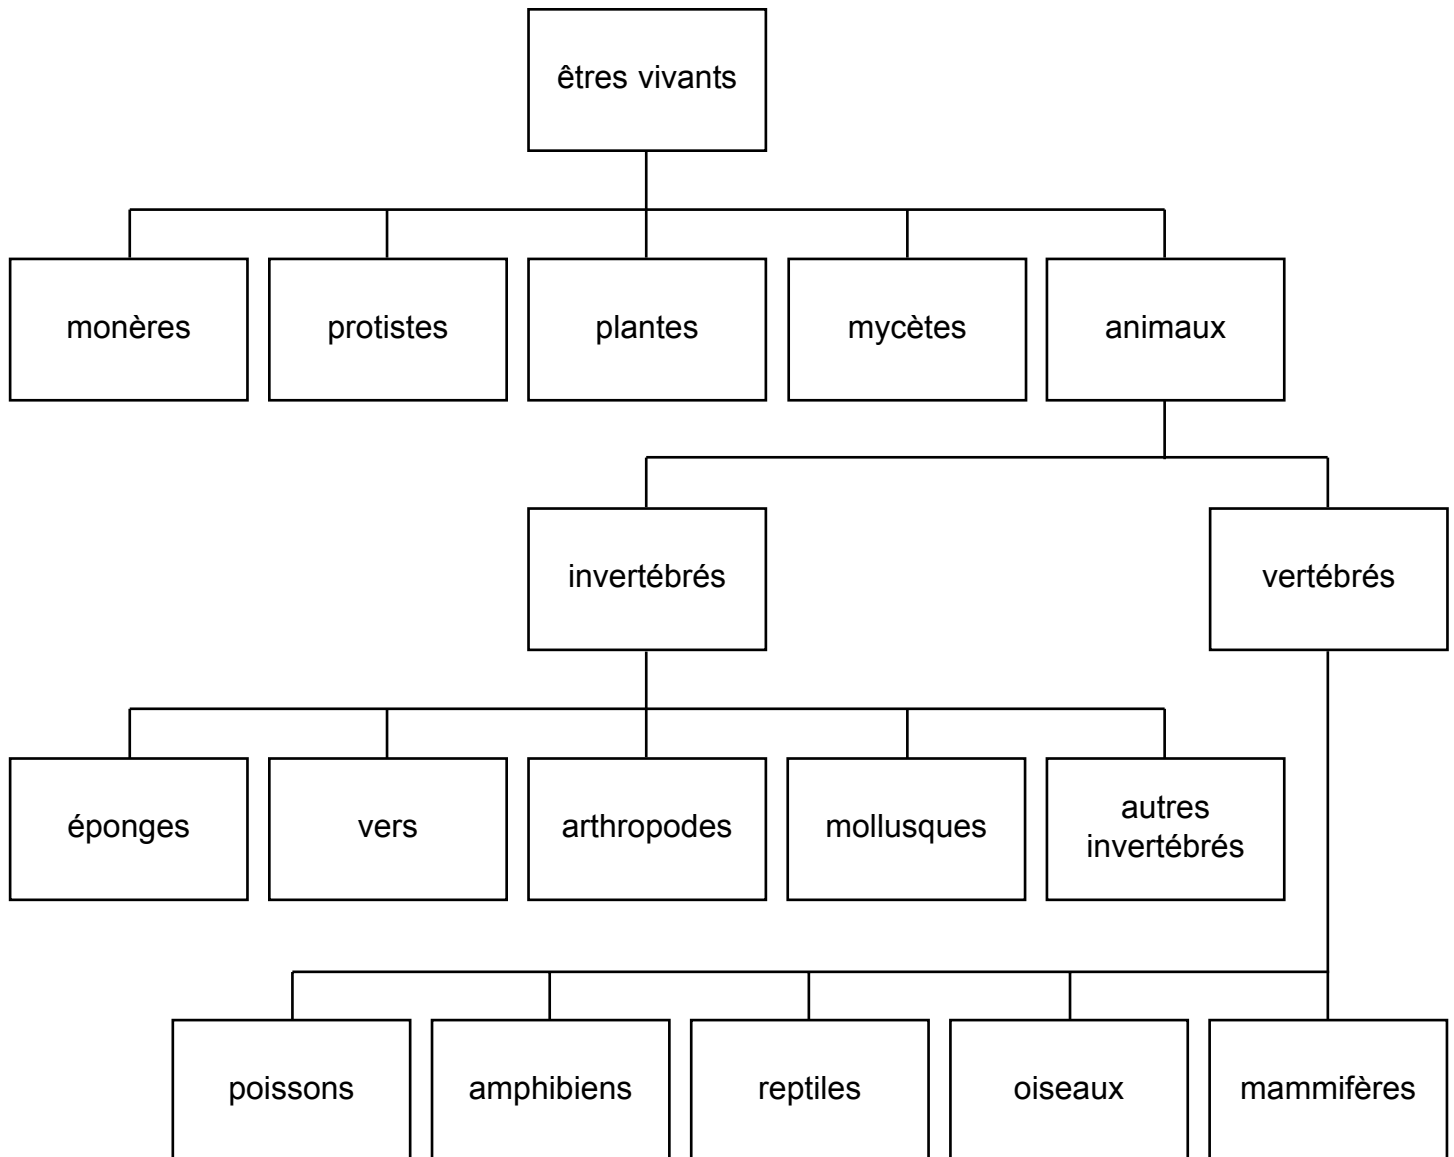 êtres vivants
monères
protistes
plantes
mycètes
animaux
invertébrés
vertébrés
éponges
vers
arthropodes
mollusques
autres
invertébrés
poissons
amphibiens
reptiles
oiseaux
mammifères